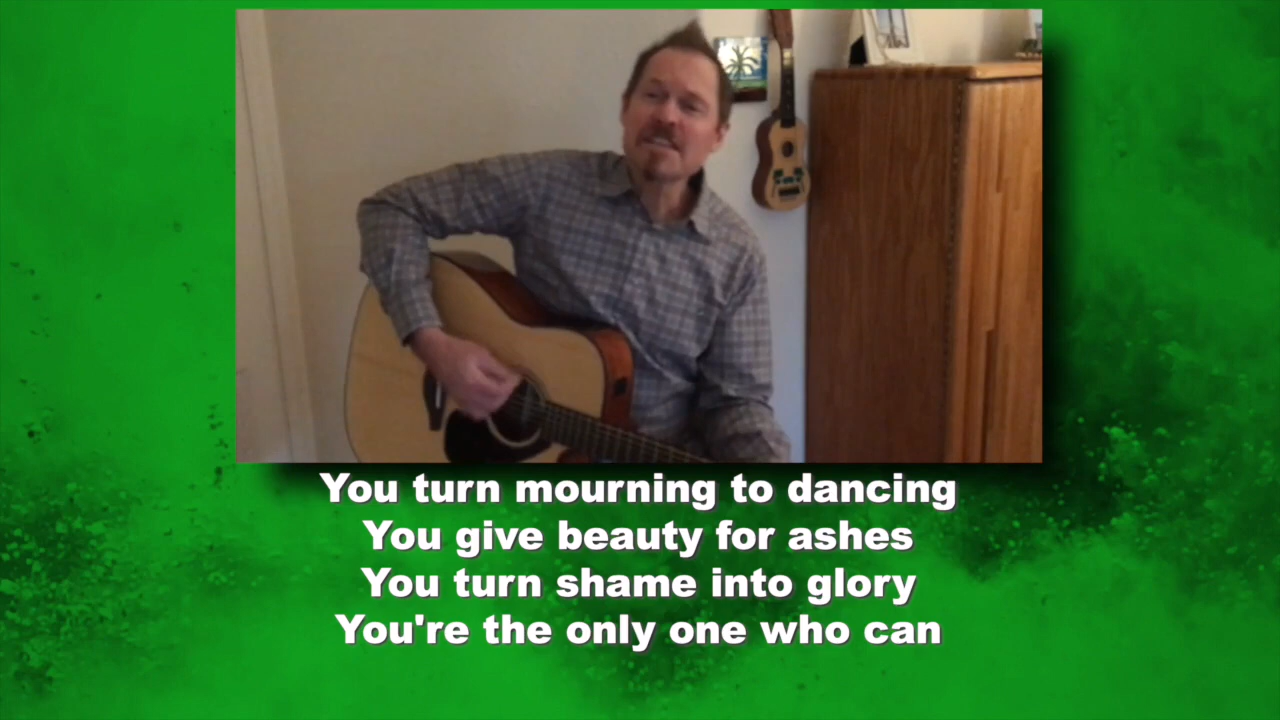 You turn mourning to dancing
You give beauty for ashes
You turn shame into glory
You're the only one who can